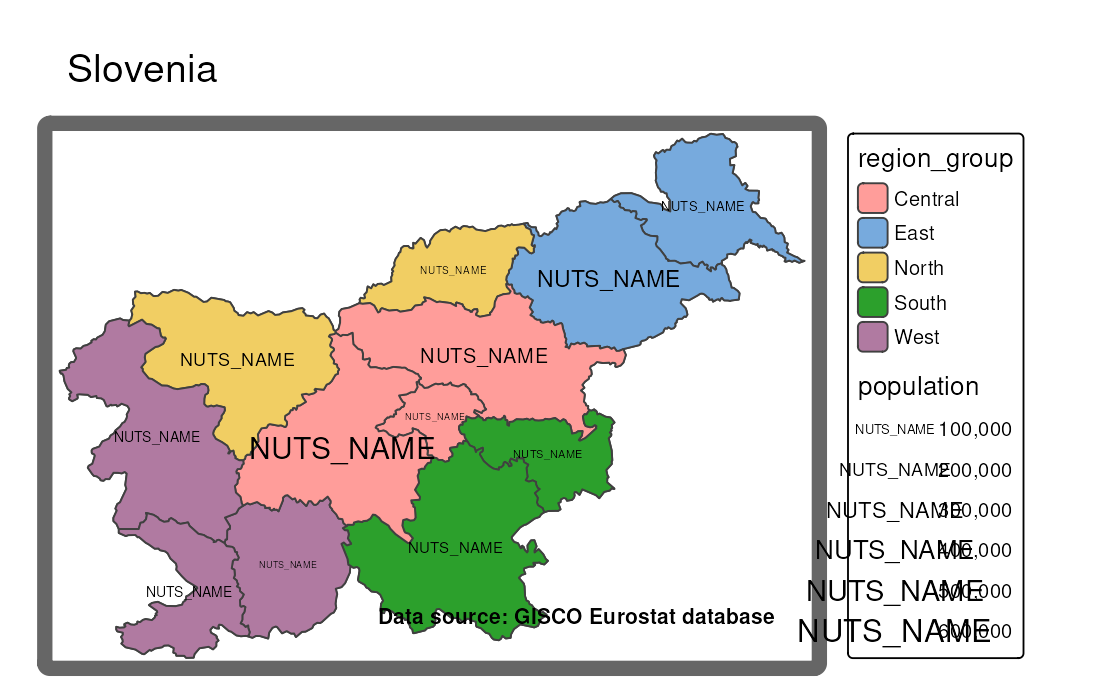 Slovenia
NUTS_NAME
NUTS_NAME
NUTS_NAME
NUTS_NAME
NUTS_NAME
NUTS_NAME
NUTS_NAME
NUTS_NAME
NUTS_NAME
NUTS_NAME
NUTS_NAME
NUTS_NAME
Data source: GISCO Eurostat database
region_group
Central
East
North
South
West
population
NUTS_NAME 100,000
NUTS_NAME 200,000
NUTS_NAME 300,000
NUTS_NAME 400,000
NUTS_NAME 500,000
NUTS_NAME 600,000